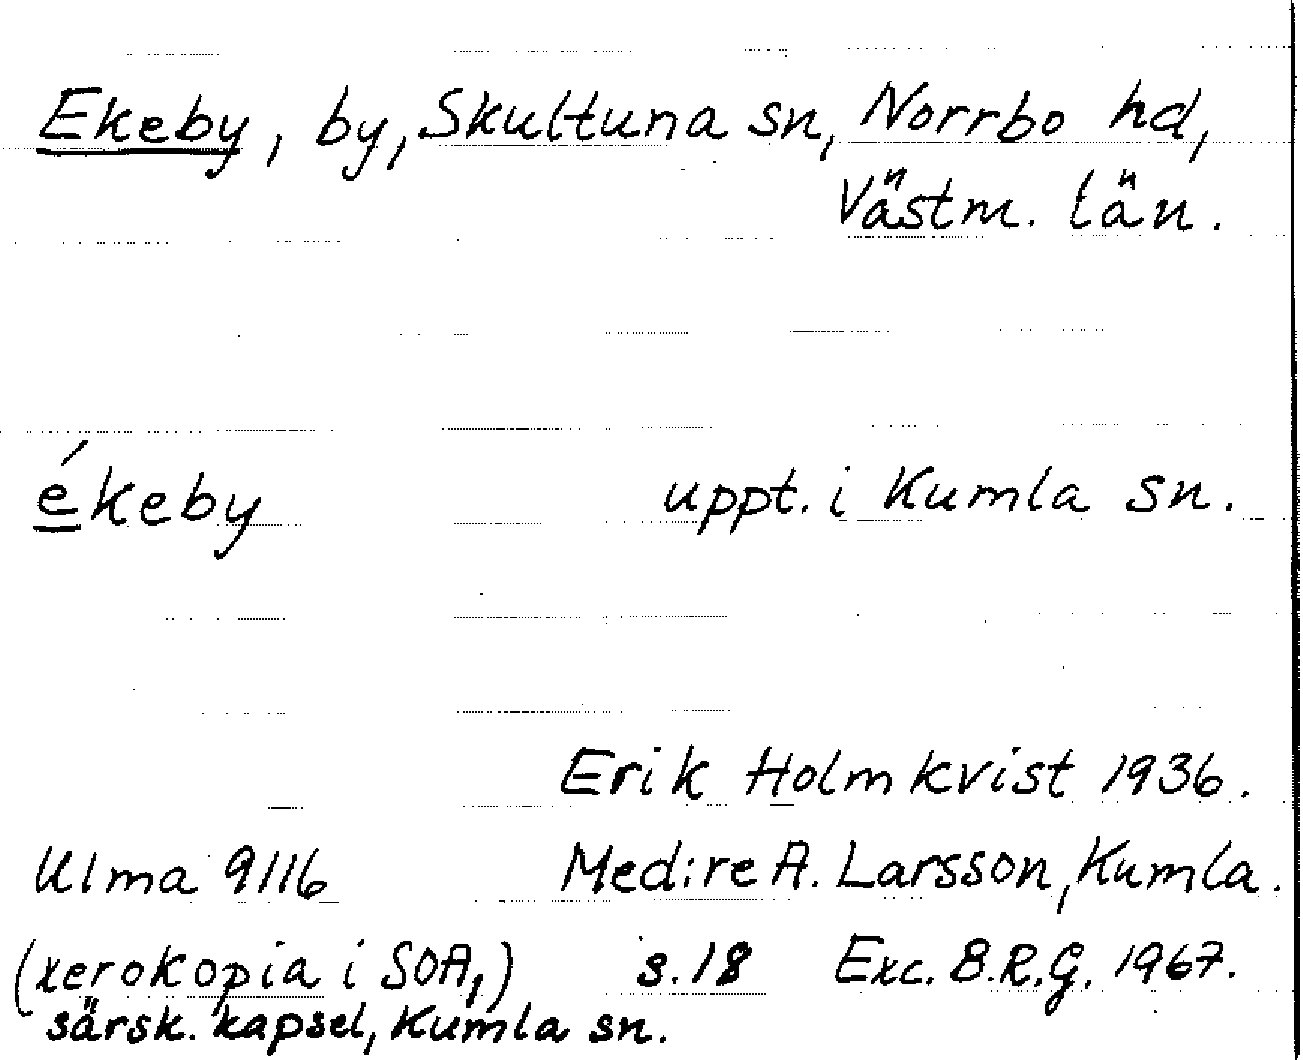 Ekeby, by, Skultuna sn, Norrbo hd,
Västm. län.
ékeby uppt. i Kumla sn.
Erik Holmkvist 1936.
Ulma 9116 Med:re A. Larsson, Kumla.
(xerokopia i SOA,) s. 18 Exc. B.R.G. 1967.
särsk. kapsel, Kumla sn.